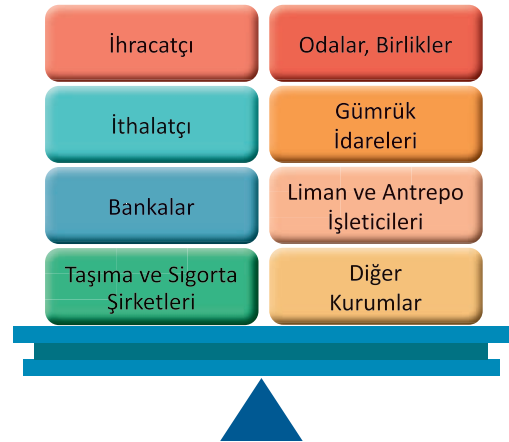 İhracatçı
Odalar, Birlikler
İthalatçı
Gümrük
İdareleri
Bankalar
Liman ve Antrepo
İşleticileri
Taşıma ve Sigorta
Şirketleri
Diğer
Kurumlar